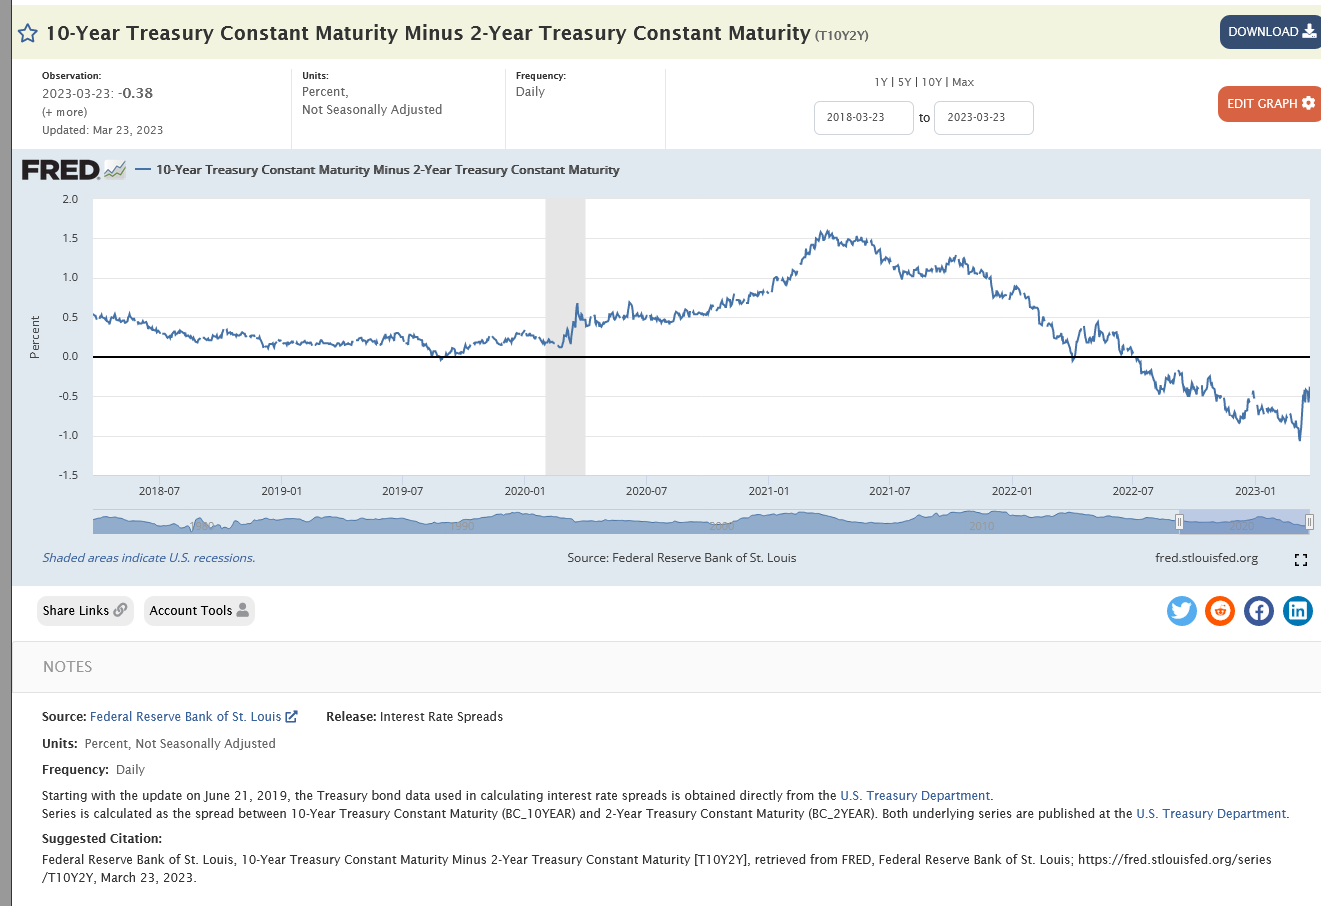 10-Year Treasury Constant Maturity Minus 2-Year Treasury Constant Maturity (T10Y2Y)
DOWNLOAD
Observation:
2023-03-23: -0.38
(+ more)
Updated: Mar 23, 2023
Units:
Percent,
Not Seasonally Adjusted
Frequency:
Daily
1Y | 5Y | 10Y | Max
2018-03-23 to 2023-03-23
EDIT GRAPH
FRED
10-Year Treasury Constant Maturity Minus 2-Year Treasury Constant Maturity
2.0
1.5
1.0
0.5
0.0
-0.5
-1.0
-1.5
Percent
2018-07 2019-01 2019-07 2020-01 2020-07 2021-01 2021-07 2022-01 2022-07 2023-01
1980 1990 2000 2010 2020
Shaded areas indicate U.S. recessions.
Source: Federal Reserve Bank of St. Louis
fred.stlouisfed.org
Share Links
Account Tools
NOTES
Source: Federal Reserve Bank of St. Louis Release: Interest Rate Spreads
Units: Percent, Not Seasonally Adjusted
Frequency: Daily
Starting with the update on June 21, 2019, the Treasury bond data used in calculating interest rate spreads is obtained directly from the U.S. Treasury Department.
Series is calculated as the spread between 10-Year Treasury Constant Maturity (BC_10YEAR) and 2-Year Treasury Constant Maturity (BC_2YEAR). Both underlying series are published at the U.S. Treasury Department.
Suggested Citation:
Federal Reserve Bank of St. Louis, 10-Year Treasury Constant Maturity Minus 2-Year Treasury Constant Maturity [T10Y2Y], retrieved from FRED, Federal Reserve Bank of St. Louis; https://fred.stlouisfed.org/series
/T10Y2Y, March 23, 2023.